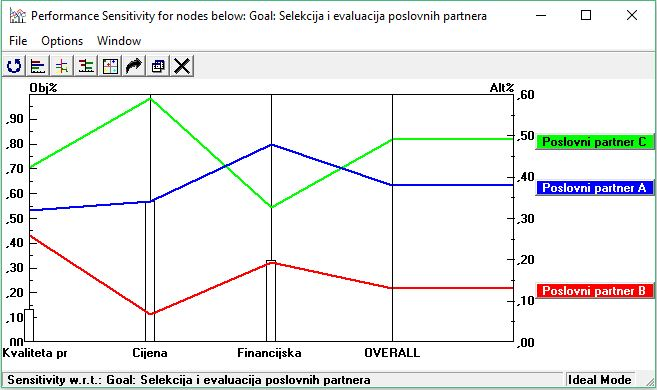 Performance Sensitivity for nodes below: Goal: Selekcija i evaluacija poslovnih partnera
File Options Window
Obj% Alt%
,90
,80
,70
,60
,50
,40
,30
,20
,10
,00
,60
,50
,40
,30
,20
,10
,00
Poslovni partner C
Poslovni partner A
Poslovni partner B
Kvaliteta pr Cijena Financijska OVERALL
Sensitivity w.r.t.: Goal: Selekcija i evaluacija poslovnih partnera Ideal Mode